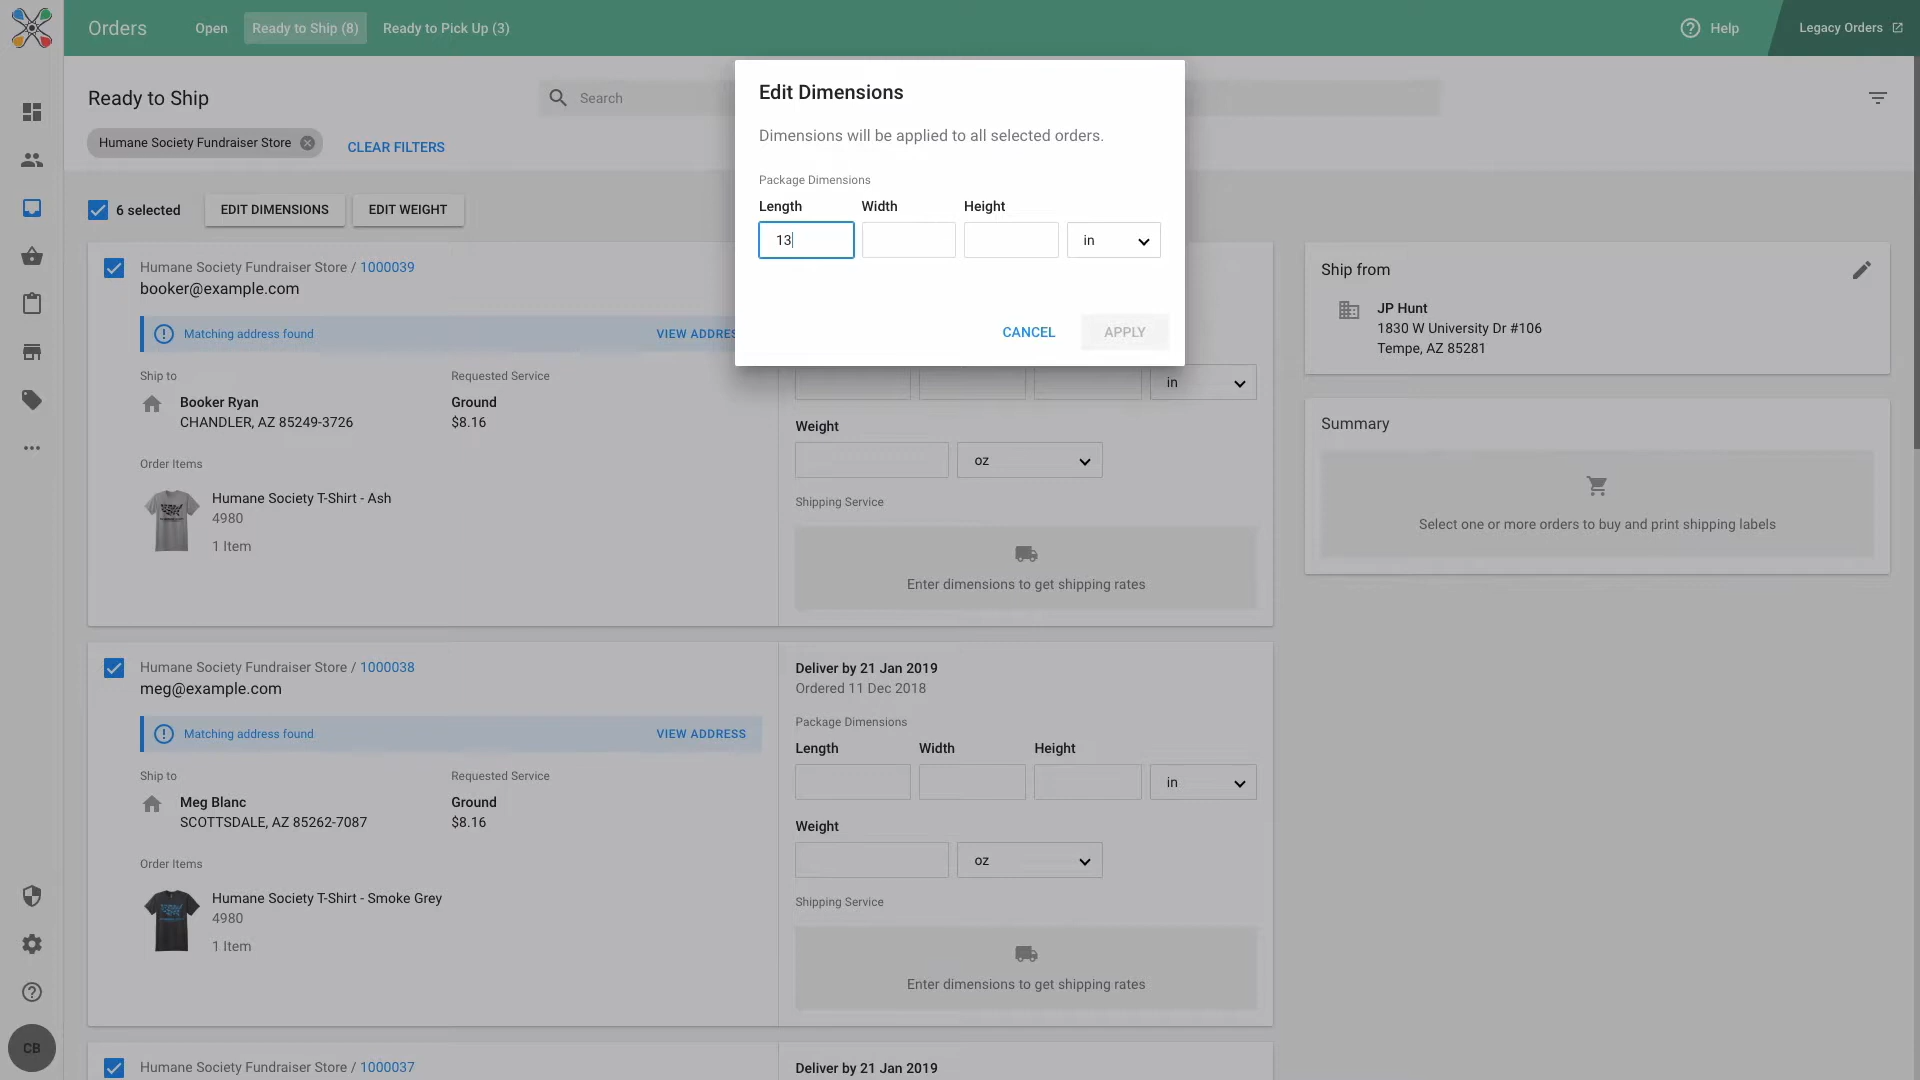 Orders
Open
Ready to Ship (8)
Ready to Pick Up (3)
Help
Legacy Orders
Ready to Ship
Search
Humane Society Fundraiser Store
CLEAR FILTERS
6 selected
EDIT DIMENSIONS
EDIT WEIGHT
Edit Dimensions
Dimensions will be applied to all selected orders.
Package Dimensions
Length
Width
Height
13
in
CANCEL
APPLY
Humane Society Fundraiser Store / 1000039
booker@example.com
Matching address found
VIEW ADDRES
Ship to
Requested Service
Booker Ryan
CHANDLER, AZ 85249-3726
Ground
$8.16
Order Items
Humane Society T-Shirt - Ash
4980
1 Item
in
Weight
oz
Shipping Service
Enter dimensions to get shipping rates
Humane Society Fundraiser Store / 1000038
meg@example.com
Matching address found
VIEW ADDRESS
Ship to
Requested Service
Meg Blanc
SCOTTSDALE, AZ 85262-7087
Ground
$8.16
Order Items
Humane Society T-Shirt - Smoke Grey
4980
1 Item
Deliver by 21 Jan 2019
Ordered 11 Dec 2018
Package Dimensions
Length
Width
Height
in
Weight
oz
Shipping Service
Enter dimensions to get shipping rates
Humane Society Fundraiser Store / 1000037
Deliver by 21 Jan 2019
Ship from
JP Hunt
1830 W University Dr #106
Tempe, AZ 85281
Summary
Select one or more orders to buy and print shipping labels
CB